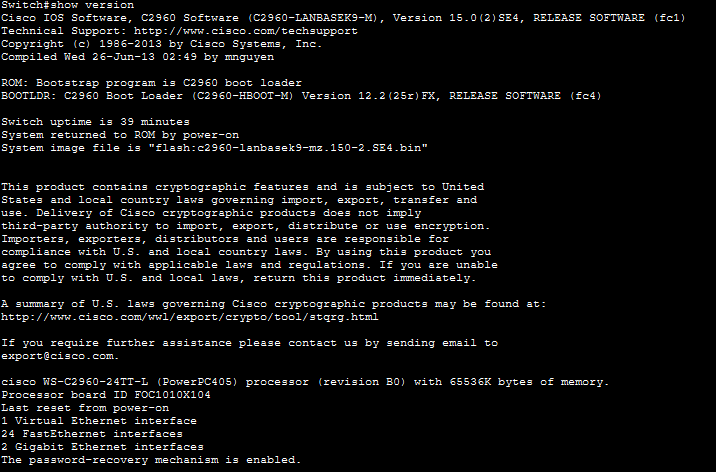 Switch#show version
Cisco IOS Software, C2960 Software (C2960-LANBASEK9-M), Version 15.0(2)SE4, RELEASE SOFTWARE (fc1)
Technical Support: http://www.cisco.com/techsupport
Copyright (c) 1986-2013 by Cisco Systems, Inc.
Compiled Wed 26-Jun-13 02:49 by mnguyen
ROM: Bootstrap program is C2960 boot loader
BOOTLDR: C2960 Boot Loader (C2960-HBOOT-M) Version 12.2(25r)FX, RELEASE SOFTWARE (fc4)
Switch uptime is 39 minutes
System returned to ROM by power-on
System image file is "flash:c2960-lanbasek9-mz.150-2.SE4.bin"
This product contains cryptographic features and is subject to United
States and local country laws governing import, export, transfer and
use. Delivery of Cisco cryptographic products does not imply
third-party authority to import, export, distribute or use encryption.
Importers, exporters, distributors and users are responsible for
compliance with U.S. and local country laws. By using this product you
agree to comply with applicable laws and regulations. If you are unable
to comply with U.S. and local laws, return this product immediately.
A summary of U.S. laws governing Cisco cryptographic products may be found at:
http://www.cisco.com/wwl/export/crypto/tool/stqrg.html
If you require further assistance please contact us by sending email to
export@cisco.com.
cisco WS-C2960-24TT-L (PowerPC405) processor (revision B0) with 65536K bytes of memory.
Processor board ID FOC1010X104
Last reset from power-on
1 Virtual Ethernet interface
24 FastEthernet interfaces
2 Gigabit Ethernet interfaces
The password-recovery mechanism is enabled.